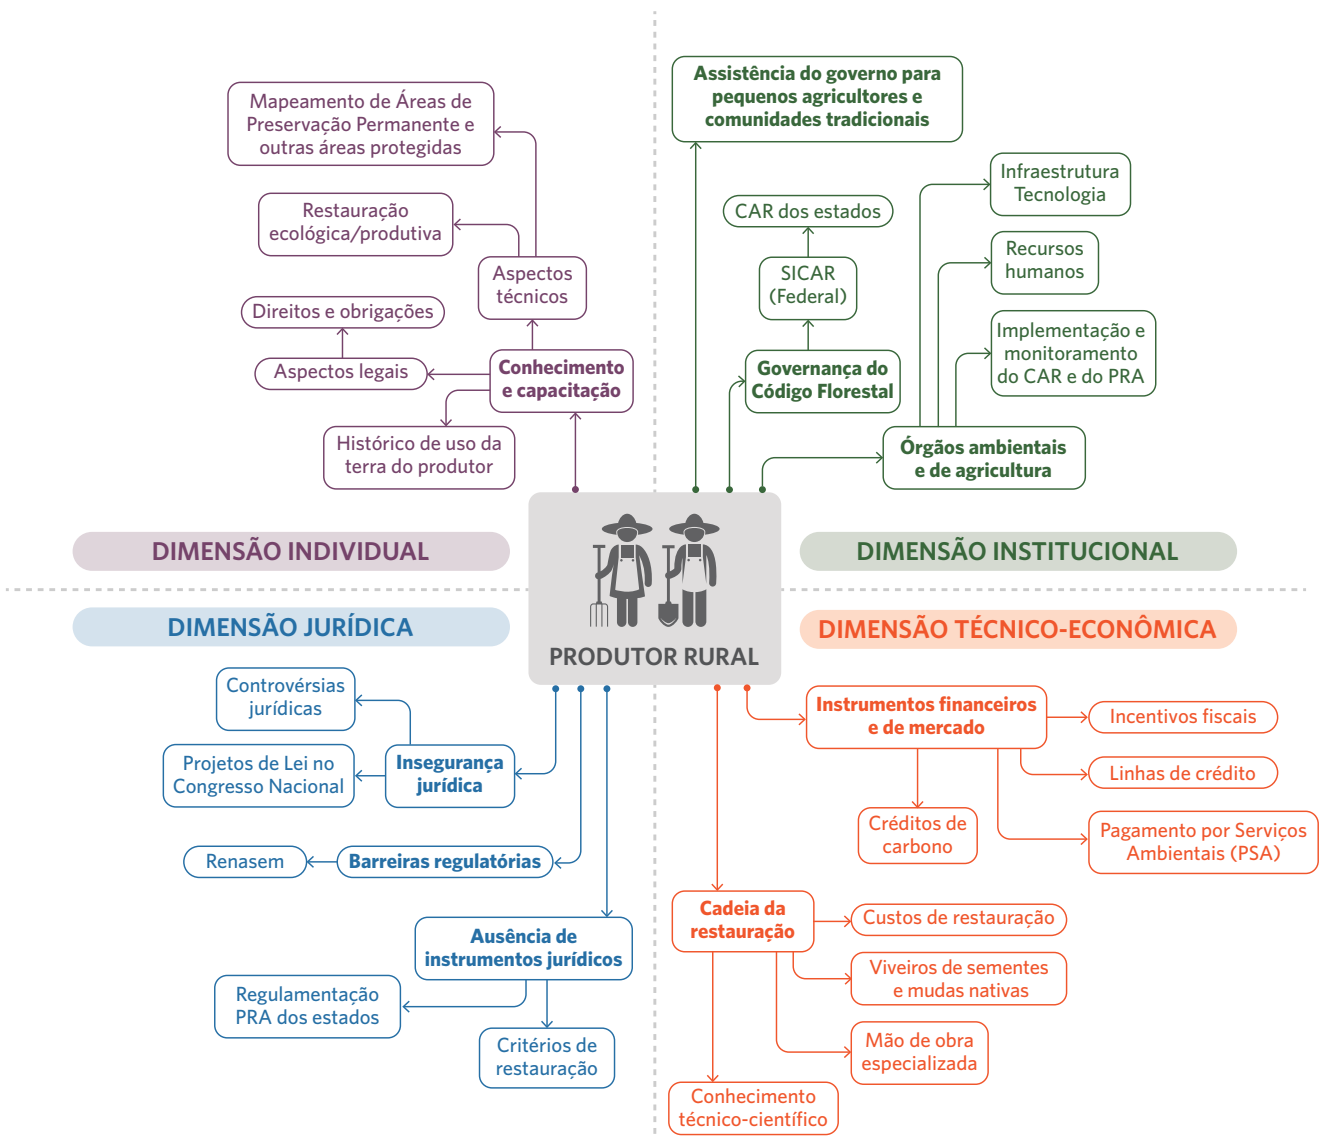 Mapeamento de Áreas de
Preservação Permanente e
outras áreas protegidas
Restauração
ecológica/produtiva
Aspectos
técnicos
Direitos e obrigações
Aspectos legais
Conhecimento
e capacitação
Histórico de uso da
terra do produtor
DIMENSÃO INDIVIDUAL
Assistência do governo para
pequenos agricultores e
comunidades tradicionais
CAR dos estados
SICAR
(Federal)
Governança do
Código Florestal
Infraestrutura
Tecnologia
Recursos
humanos
Implementação e
monitoramento
do CAR e do PRA
Órgãos ambientais
e de agricultura
DIMENSÃO INSTITUCIONAL
PRODUTOR RURAL
DIMENSÃO JURÍDICA
Controvérsias
jurídicas
Projetos de Lei no
Congresso Nacional
Insegurança
jurídica
Renasem
Barreiras regulatórias
Ausência de
instrumentos jurídicos
Regulamentação
PRA dos estados
Critérios de
restauração
DIMENSÃO TÉCNICO-ECONÔMICA
Instrumentos financeiros
e de mercado
Incentivos fiscais
Linhas de crédito
Créditos de
carbono
Pagamento por Serviços
Ambientais (PSA)
Cadeia da
restauração
Custos de restauração
Viveiros de sementes
e mudas nativas
Mão de obra
especializada
Conhecimento
técnico-científico